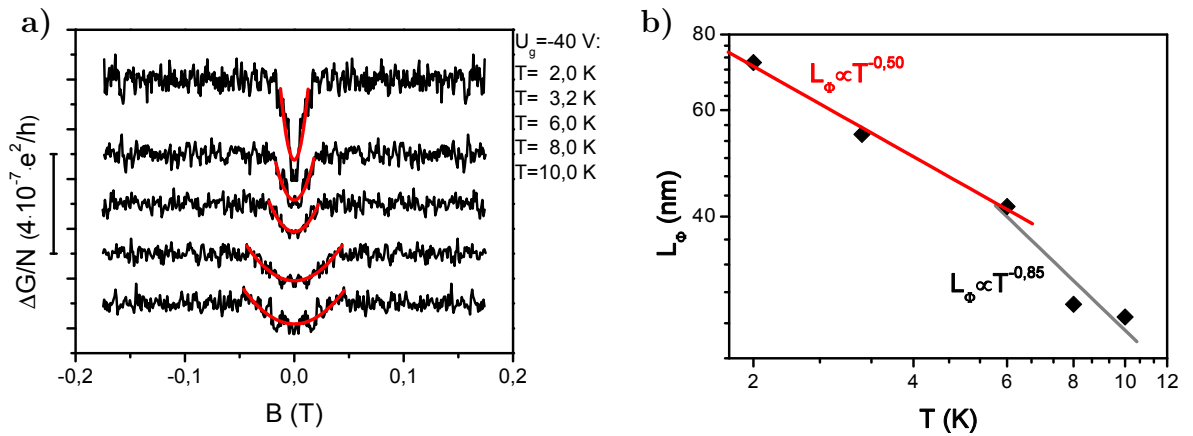 a)
ΔG/N (4·10⁻⁷·e²/h)
U_g=-40 V:
T= 2,0 K
T= 3,2 K
T= 6,0 K
T= 8,0 K
T=10,0 K
-0,2 -0,1 0,0 0,1 0,2
B (T)
b)
L_Φ (nm)
80
60
40
L_Φ∝T^-0,50
L_Φ∝T^-0,85
2 4 6 8 10 12
T (K)